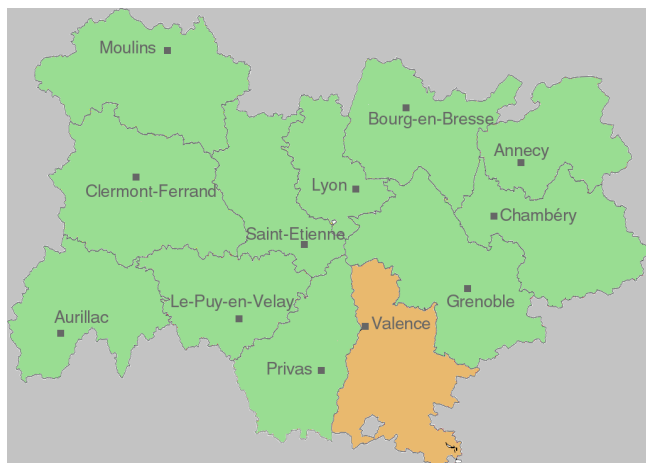 Moulins
Bourg-en-Bresse
Annecy
Clermont-Ferrand
Lyon
Chambéry
Saint-Etienne
Le-Puy-en-Velay
Grenoble
Aurillac
Valence
Privas